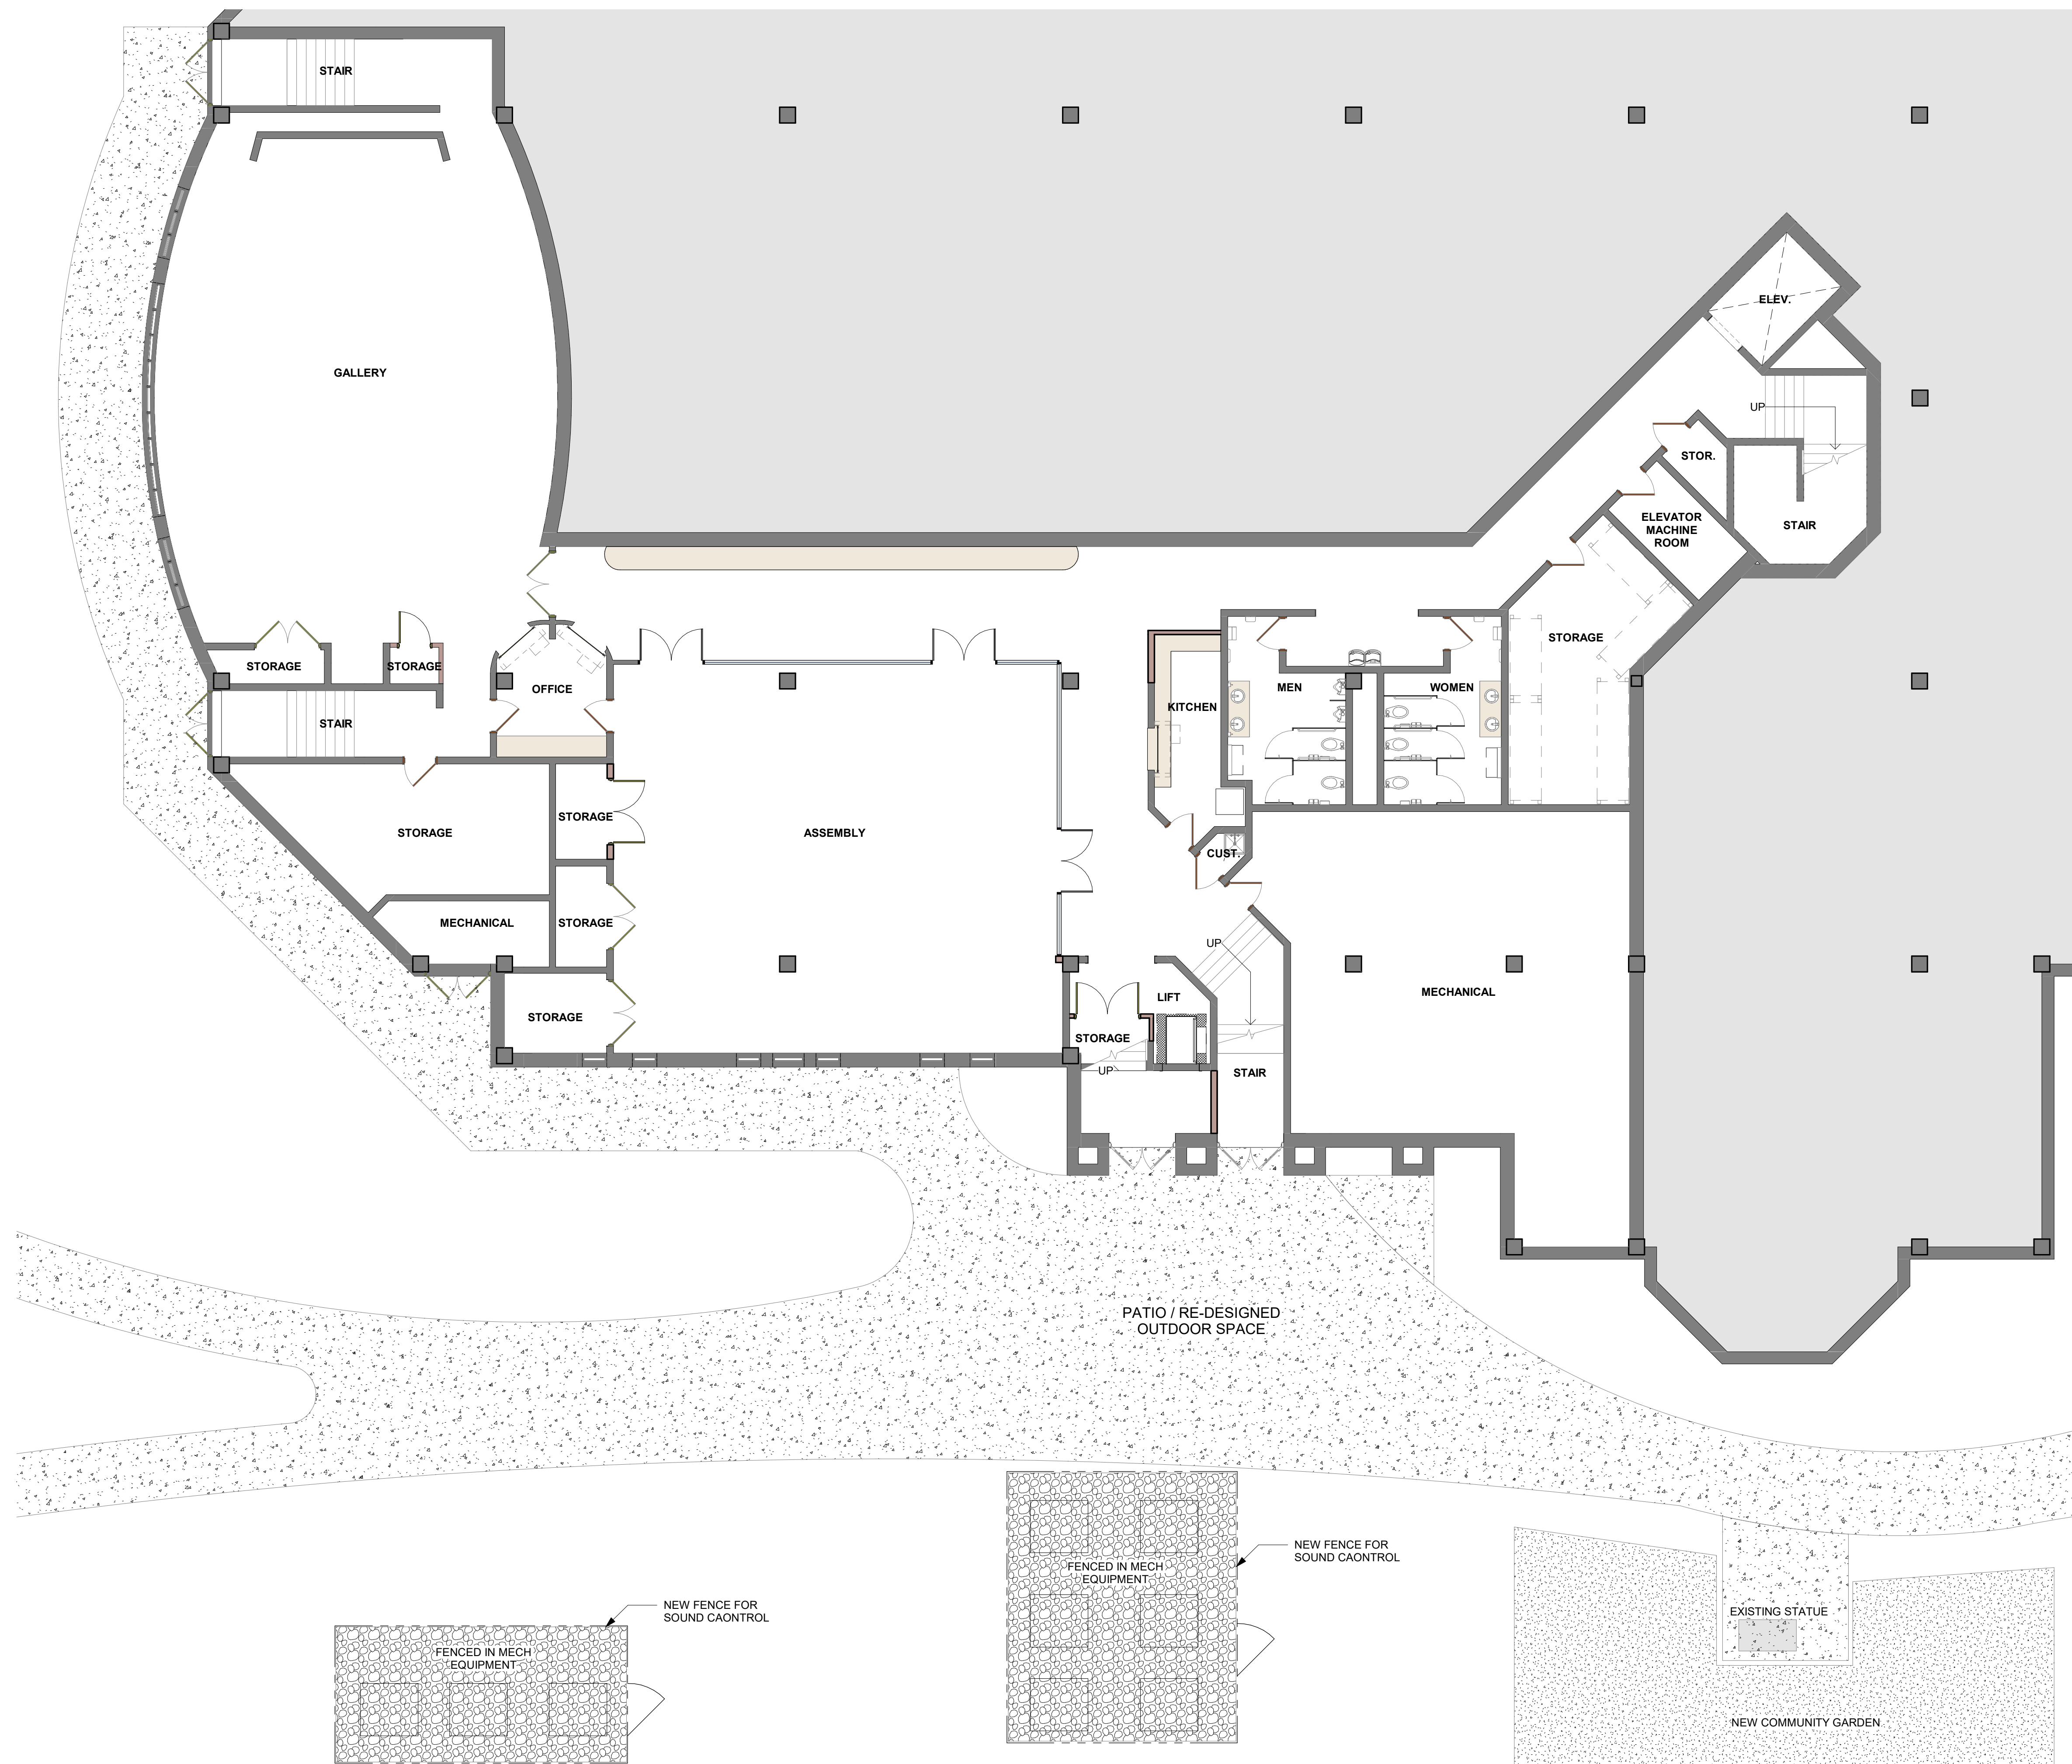 STAIR
ELEV.
GALLERY
UP
STOR.
ELEVATOR
MACHINE
ROOM
STAIR
STORAGE
STORAGE
STORAGE
OFFICE
MEN
WOMEN
KITCHEN
STAIR
STORAGE
STORAGE
ASSEMBLY
CUST.
MECHANICAL
STORAGE
UP
MECHANICAL
LIFT
STORAGE
STORAGE
UP
STAIR
PATIO / RE-DESIGNED
OUTDOOR SPACE
NEW FENCE FOR
SOUND CAONTROL
FENCED IN MECH
EQUIPMENT
NEW FENCE FOR
SOUND CAONTROL
EXISTING STATUE
FENCED IN MECH
EQUIPMENT
NEW COMMUNITY GARDEN